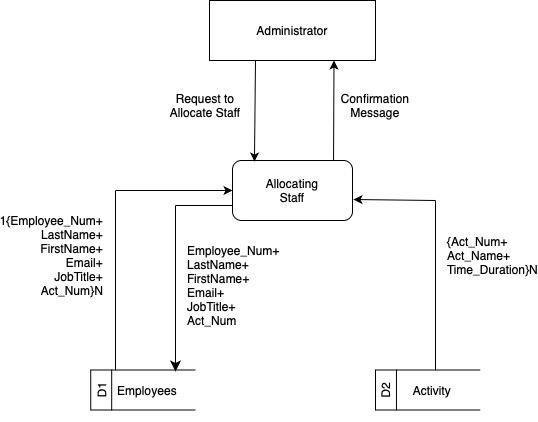 Administrator
Request to
Allocate Staff
Confirmation
Message
Allocating
Staff
1{Employee_Num+
LastName+
FirstName+
Email+
JobTitle+
Act_Num}N
Employee_Num+
LastName+
FirstName+
Email+
JobTitle+
Act_Num
{Act_Num+
Act_Name+
Time_Duration}N
D1
Employees
D2
Activity